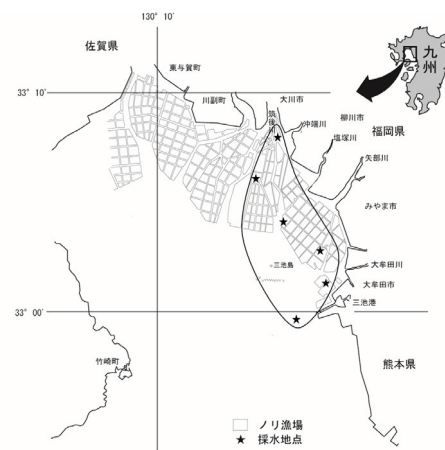 130° 10'
佐賀県
九州
東与賀町
33° 10'
川副町
大川市
筑後川
沖端川
柳川市
塩塚川
福岡県
矢部川
みやま市
三池島
大牟田川
大牟田市
三池港
33° 00'
竹崎町
熊本県
ノリ漁場
★ 採水地点